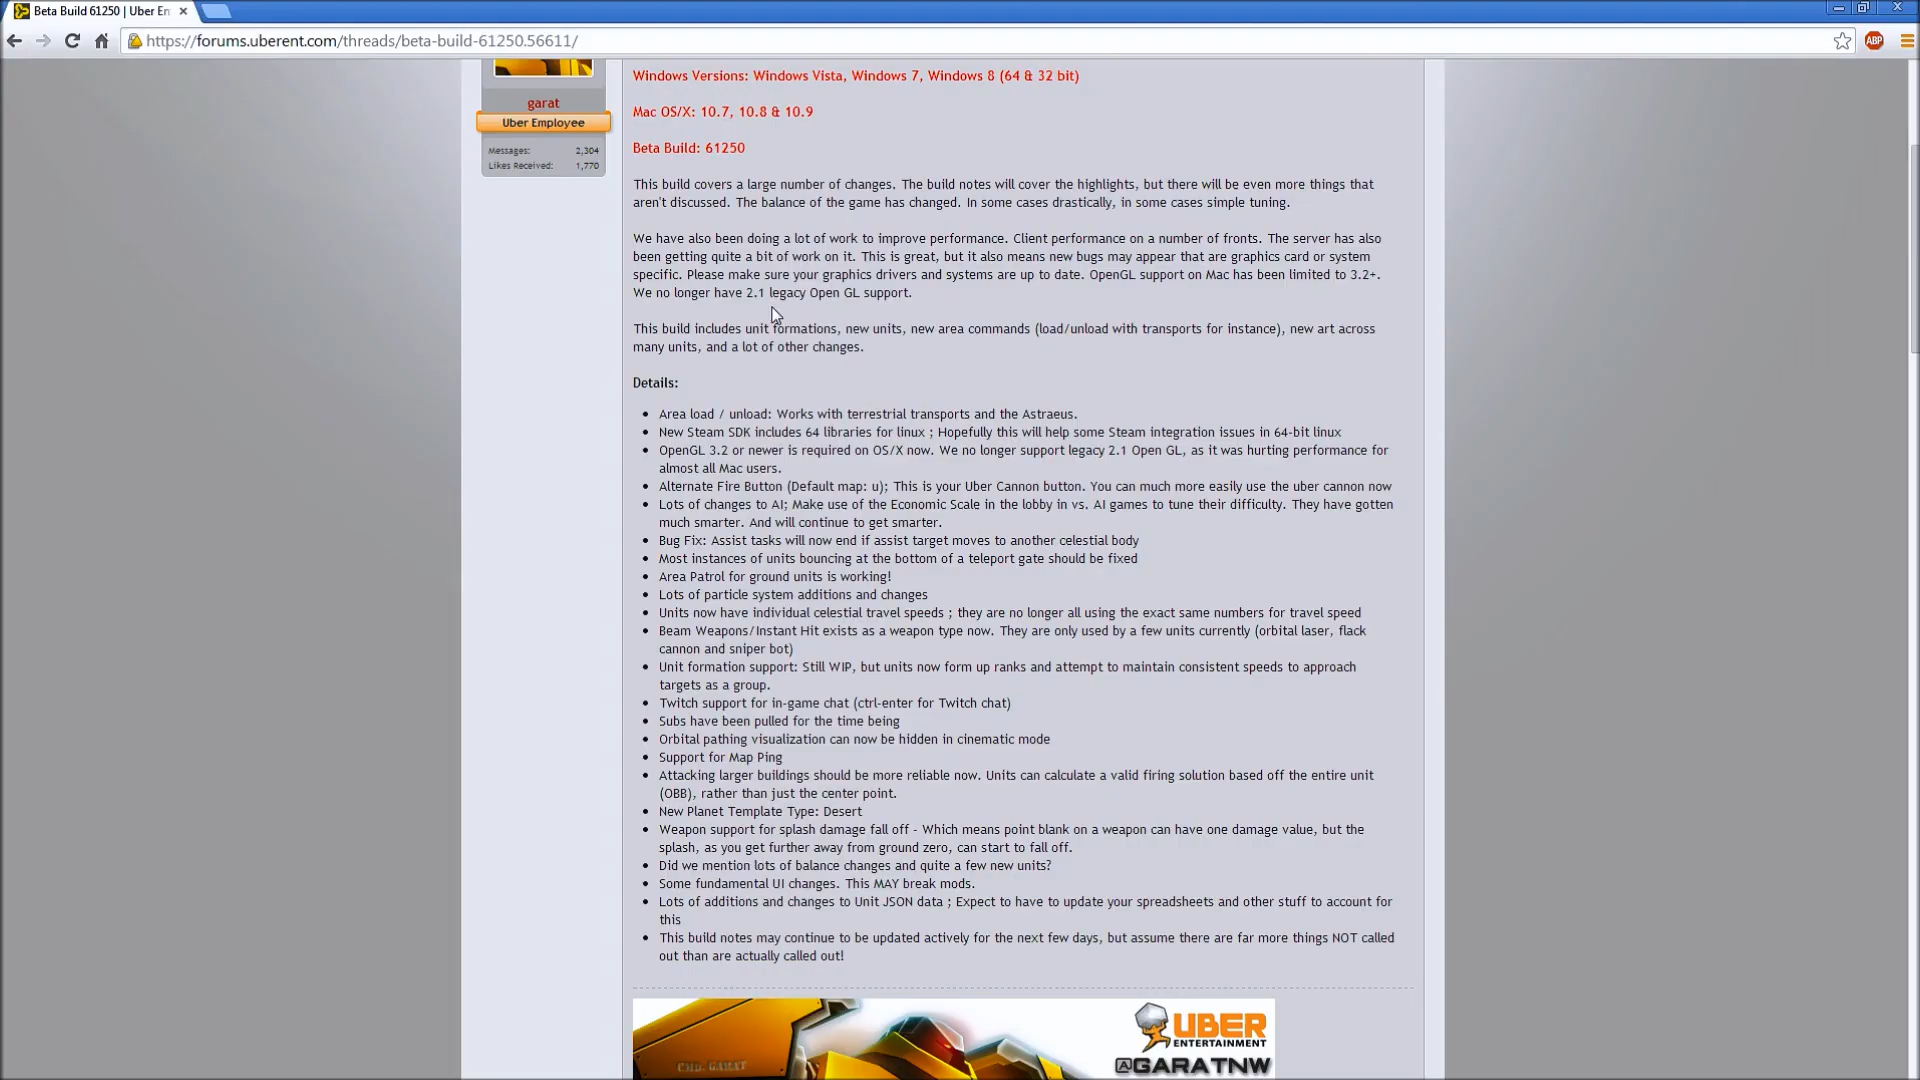 Beta Build 61250 | Uber En
https://forums.uberent.com/threads/beta-build-61250.56611/
ABP
garat
Uber Employee
Messages: 2,304
Likes Received: 1,770
Windows Versions: Windows Vista, Windows 7, Windows 8 (64 & 32 bit)
Mac OS/X: 10.7, 10.8 & 10.9
Beta Build: 61250
This build covers a large number of changes. The build notes will cover the highlights, but there will be even more things that
aren't discussed. The balance of the game has changed. In some cases drastically, in some cases simple tuning.
We have also been doing a lot of work to improve performance. Client performance on a number of fronts. The server has also
been getting quite a bit of work on it. This is great, but it also means new bugs may appear that are graphics card or system
specific. Please make sure your graphics drivers and systems are up to date. OpenGL support on Mac has been limited to 3.2+.
We no longer have 2.1 legacy Open GL support.
This build includes unit formations, new units, new area commands (load/unload with transports for instance), new art across
many units, and a lot of other changes.
Details:
• Area load / unload: Works with terrestrial transports and the Astraeus.
• New Steam SDK includes 64 libraries for linux ; Hopefully this will help some Steam integration issues in 64-bit linux
• OpenGL 3.2 or newer is required on OS/X now. We no longer support legacy 2.1 Open GL, as it was hurting performance for
almost all Mac users.
• Alternate Fire Button (Default map: u); This is your Uber Cannon button. You can much more easily use the uber cannon now
• Lots of changes to AI; Make use of the Economic Scale in the lobby in vs. AI games to tune their difficulty. They have gotten
much smarter. And will continue to get smarter.
• Bug Fix: Assist tasks will now end if assist target moves to another celestial body
• Most instances of units bouncing at the bottom of a teleport gate should be fixed
• Area Patrol for ground units is working!
• Lots of particle system additions and changes
• Units now have individual celestial travel speeds ; they are no longer all using the exact same numbers for travel speed
• Beam Weapons/Instant Hit exists as a weapon type now. They are only used by a few units currently (orbital laser, flack
cannon and sniper bot)
• Unit formation support: Still WIP, but units now form up ranks and attempt to maintain consistent speeds to approach
targets as a group.
• Twitch support for in-game chat (ctrl-enter for Twitch chat)
• Subs have been pulled for the time being
• Orbital pathing visualization can now be hidden in cinematic mode
• Support for Map Ping
• Attacking larger buildings should be more reliable now. Units can calculate a valid firing solution based off the entire unit
(OBB), rather than just the center point.
• New Planet Template Type: Desert
• Weapon support for splash damage fall off - Which means point blank on a weapon can have one damage value, but the
splash, as you get further away from ground zero, can start to fall off.
• Did we mention lots of balance changes and quite a few new units?
• Some fundamental UI changes. This MAY break mods.
• Lots of additions and changes to Unit JSON data ; Expect to have to update your spreadsheets and other stuff to account for
this
• This build notes may continue to be updated actively for the next few days, but assume there are far more things NOT called
out than are actually called out!
UBER
ENTERTAINMENT
@GARATNW
CMD. GARAT